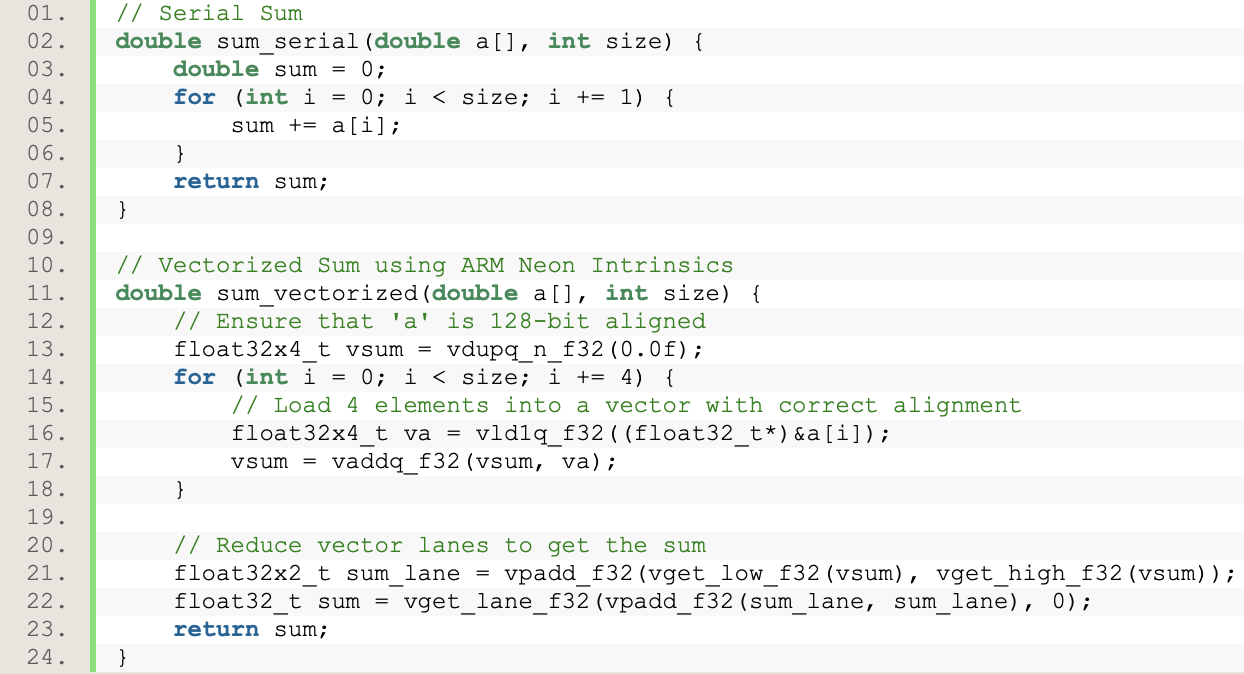 01. // Serial Sum
02. double sum_serial(double a[], int size) {
03.     double sum = 0;
04.     for (int i = 0; i < size; i += 1) {
05.         sum += a[i];
06.     }
07.     return sum;
08. }
09.
10. // Vectorized Sum using ARM Neon Intrinsics
11. double sum_vectorized(double a[], int size) {
12.     // Ensure that 'a' is 128-bit aligned
13.     float32x4_t vsum = vdupq_n_f32(0.0f);
14.     for (int i = 0; i < size; i += 4) {
15.         // Load 4 elements into a vector with correct alignment
16.         float32x4_t va = vld1q_f32((float32_t*)&a[i]);
17.         vsum = vaddq_f32(vsum, va);
18.     }
19.
20.     // Reduce vector lanes to get the sum
21.     float32x2_t sum_lane = vpadd_f32(vget_low_f32(vsum), vget_high_f32(vsum));
22.     float32_t sum = vget_lane_f32(vpadd_f32(sum_lane, sum_lane), 0);
23.     return sum;
24. }